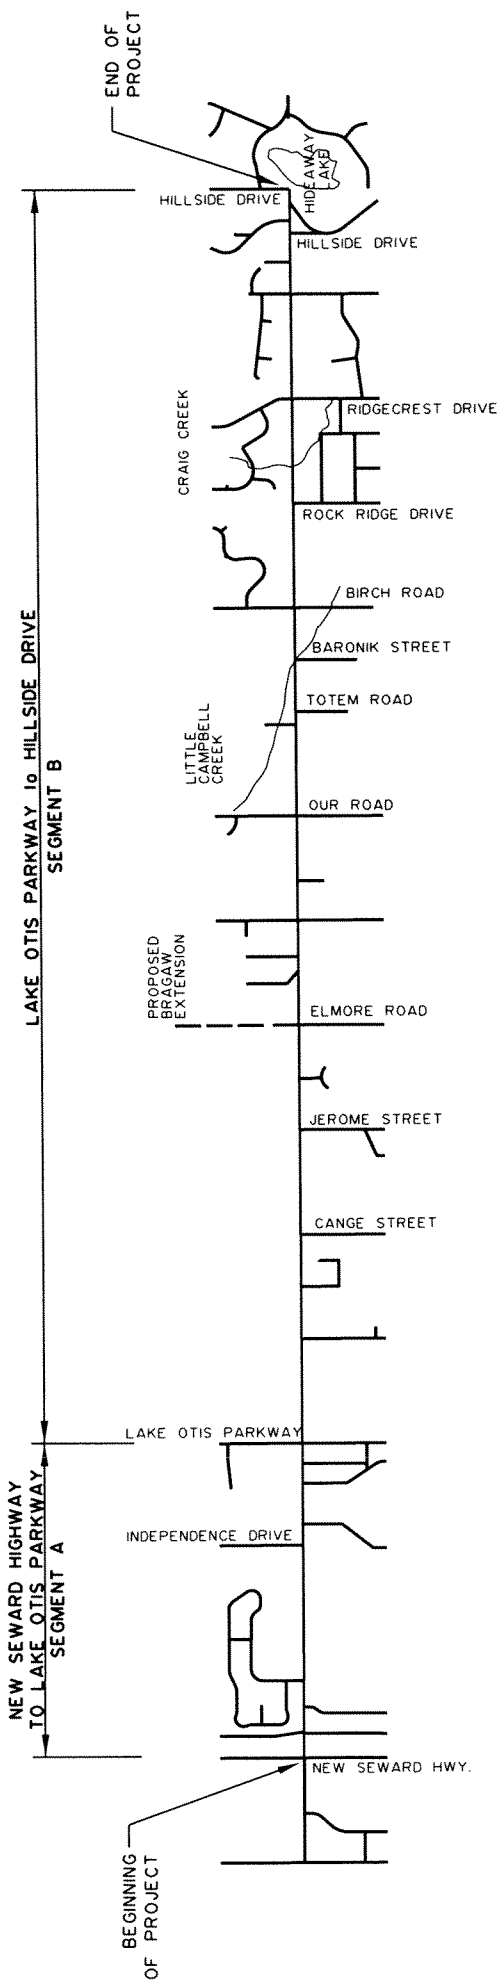 END OF
PROJECT
HIDEAWAY
LAKE
HILLSIDE DRIVE
HILLSIDE DRIVE
CRAIG CREEK
RIDGECREST DRIVE
ROCK RIDGE DRIVE
BIRCH ROAD
BARONIK STREET
TOTEM ROAD
LITTLE
CAMPBELL
CREEK
OUR ROAD
LAKE OTIS PARKWAY to HILLSIDE DRIVE
SEGMENT B
PROPOSED
BRAGAW
EXTENSION
ELMORE ROAD
JEROME STREET
CANGE STREET
LAKE OTIS PARKWAY
INDEPENDENCE DRIVE
NEW SEWARD HIGHWAY
TO LAKE OTIS PARKWAY
SEGMENT A
NEW SEWARD HWY.
BEGINNING
OF PROJECT